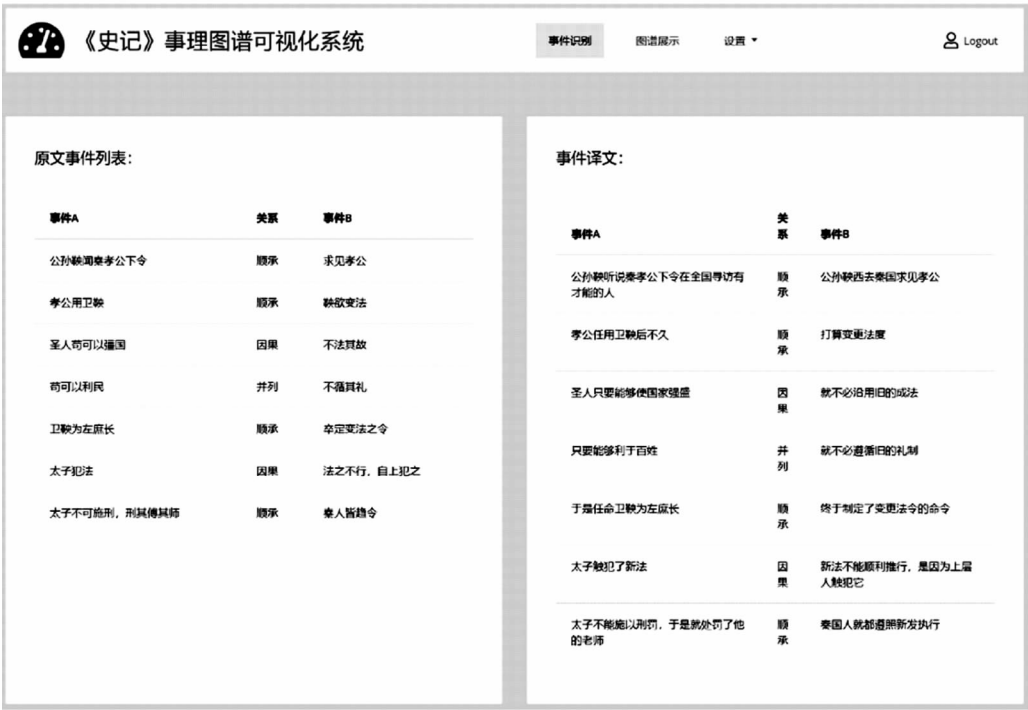 《史记》事理图谱可视化系统
事件识别 图谱展示 设置 Logout
原文事件列表:
事件A 关系 事件B
公孙鞅闻秦孝公下令 顺承 求见孝公
孝公用卫鞅 顺承 鞅欲变法
圣人苟可以彊国 因果 不法其故
苟可以利民 并列 不循其礼
卫鞅为左庶长 顺承 卒定变法之令
太子犯法 因果 法之不行，自上犯之
太子不可施刑，刑其傅其师 顺承 秦人皆趋令
事件译文:
关
事件A 系 事件B
公孙鞅听说秦孝公下令在全国寻访有 顺 公孙鞅西去秦国求见孝公
才能的人 承
孝公任用卫鞅后不久 顺 打算变更法度
承
圣人只要能够使国家强盛 因 就不必沿用旧的成法
果
只要能够利于百姓 并 就不必遵循旧的礼制
列
于是任命卫鞅为左庶长 顺 终于制定了变更法令的命令
承
太子触犯了新法 因 新法不能顺利推行，是因为上层
果 人触犯它
太子不能施以刑罚，于是就处罚了他 顺 秦国人就都遵照新发执行
的老师 承